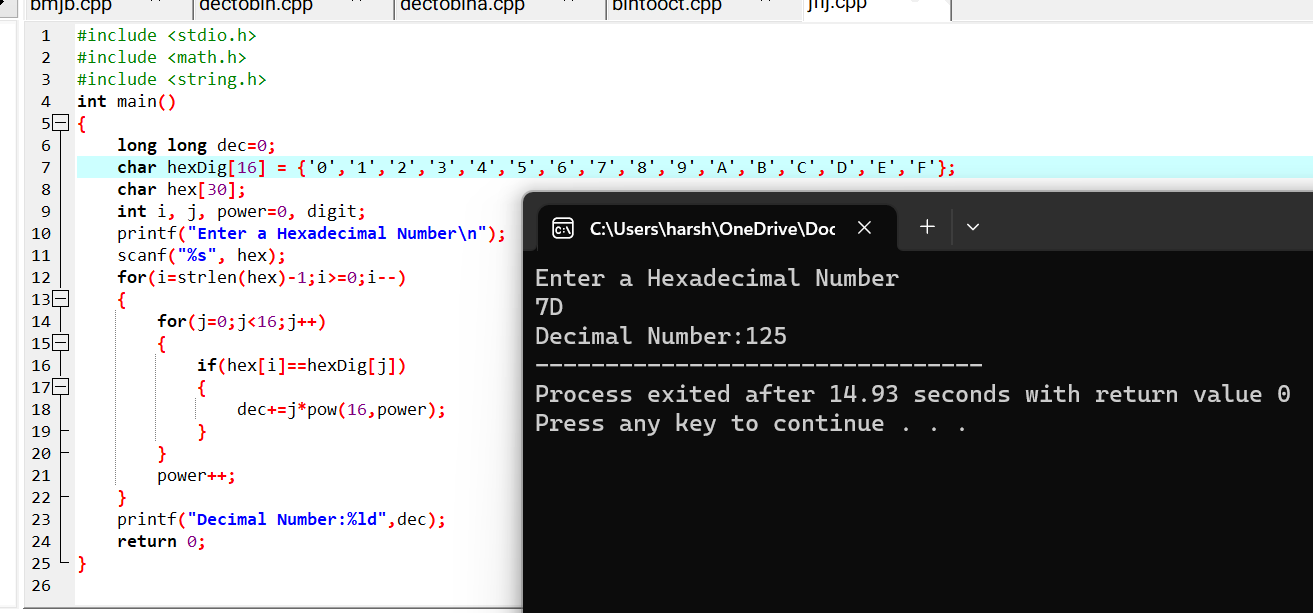 bmjb.cpp dectobin.cpp dectobina.cpp bintooct.cpp jhj.cpp
1 #include <stdio.h>
2 #include <math.h>
3 #include <string.h>
4 int main()
5 {
6 long long dec=0;
7 char hexDig[16] = {'0','1','2','3','4','5','6','7','8','9','A','B','C','D','E','F'};
8 char hex[30];
9 int i, j, power=0, digit;
10 printf("Enter a Hexadecimal Number\n");
11 scanf("%s", hex);
12 for(i=strlen(hex)-1;i>=0;i--)
13 {
14 for(j=0;j<16;j++)
15 {
16 if(hex[i]==hexDig[j])
17 {
18 dec+=j*pow(16,power);
19 }
20 }
21 power++;
22 }
23 printf("Decimal Number:%ld",dec);
24 return 0;
25 }
26
C:\Users\harsh\OneDrive\Doc
Enter a Hexadecimal Number
7D
Decimal Number:125
--------------------------------
Process exited after 14.93 seconds with return value 0
Press any key to continue . . .